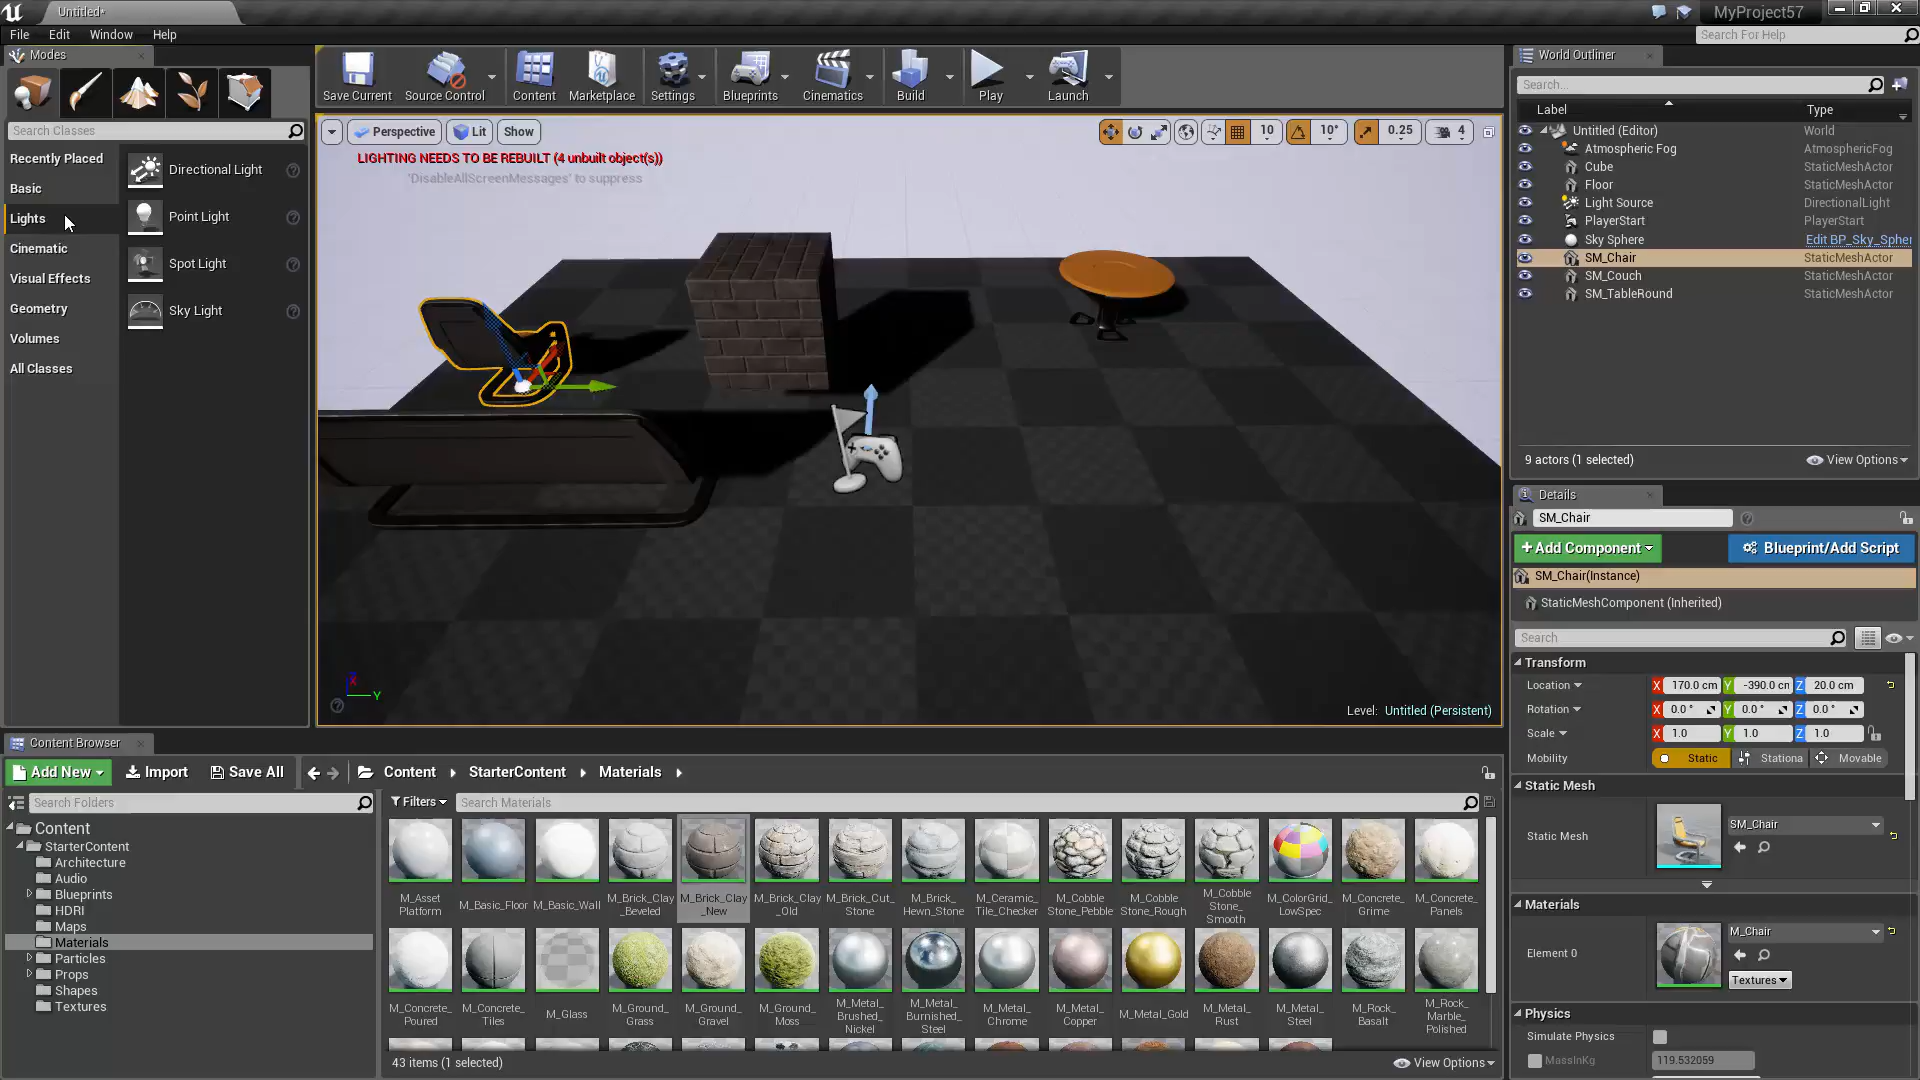 Untitled*
MyProject57
File Edit Window Help
Search For Help
Modes
Search Classes
Recently Placed
Basic
Lights
Cinematic
Visual Effects
Geometry
Volumes
All Classes
Directional Light
Point Light
Spot Light
Sky Light
Save Current
Source Control
Content
Marketplace
Settings
Blueprints
Cinematics
Build
Play
Launch
Perspective
Lit
Show
10
10°
0.25
4
LIGHTING NEEDS TO BE REBUILT (4 unbuilt object(s))
'DisableAllScreenMessages' to suppress
X
Y
Level: Untitled (Persistent)
World Outliner
Search...
Label Type
Untitled (Editor) World
Atmospheric Fog AtmosphericFog
Cube StaticMeshActor
Floor StaticMeshActor
Light Source DirectionalLight
PlayerStart PlayerStart
Sky Sphere Edit BP_Sky_Spher
SM_Chair StaticMeshActor
SM_Couch StaticMeshActor
SM_TableRound StaticMeshActor
9 actors (1 selected)
View Options
Details
SM_Chair
+Add Component
Blueprint/Add Script
SM_Chair(Instance)
StaticMeshComponent (Inherited)
Search
Transform
Location X 170.0 cm Y -390.0 cn Z 20.0 cm
Rotation X 0.0 ° Y 0.0 ° Z 0.0 °
Scale X 1.0 Y 1.0 Z 1.0
Mobility Static Stationa Movable
Static Mesh
Static Mesh
SM_Chair
Materials
Element 0
M_Chair
Textures
Physics
Simulate Physics
MassInKg 119.532059
Content Browser
Add New Import Save All Content StarterContent Materials
Search Folders
Filters
Search Materials
Content
StarterContent
Architecture
Audio
Blueprints
HDRI
Maps
Materials
Particles
Props
Shapes
Textures
M_Asset Platform
M_Basic_Floor
M_Basic_Wall
M_Brick_Clay _Beveled
M_Brick_Clay _New
M_Brick_Clay _Old
M_Brick_Cut_ Stone
M_Brick_ Hewn_Stone
M_Ceramic_ Tile_Checker
M_Cobble Stone_Pebble
M_Cobble Stone_Rough
M_Cobble Stone_ Smooth
M_ColorGrid_ LowSpec
M_Concrete_ Grime
M_Concrete_ Panels
M_Concrete_ Poured
M_Concrete_ Tiles
M_Glass
M_Ground_ Grass
M_Ground_ Gravel
M_Ground_ Moss
M_Metal_ Brushed_ Nickel
M_Metal_ Burnished_ Steel
M_Metal_ Chrome
M_Metal_ Copper
M_Metal_Gold
M_Metal_ Rust
M_Metal_ Steel
M_Rock_ Basalt
M_Rock_ Marble_ Polished
43 items (1 selected)
View Options